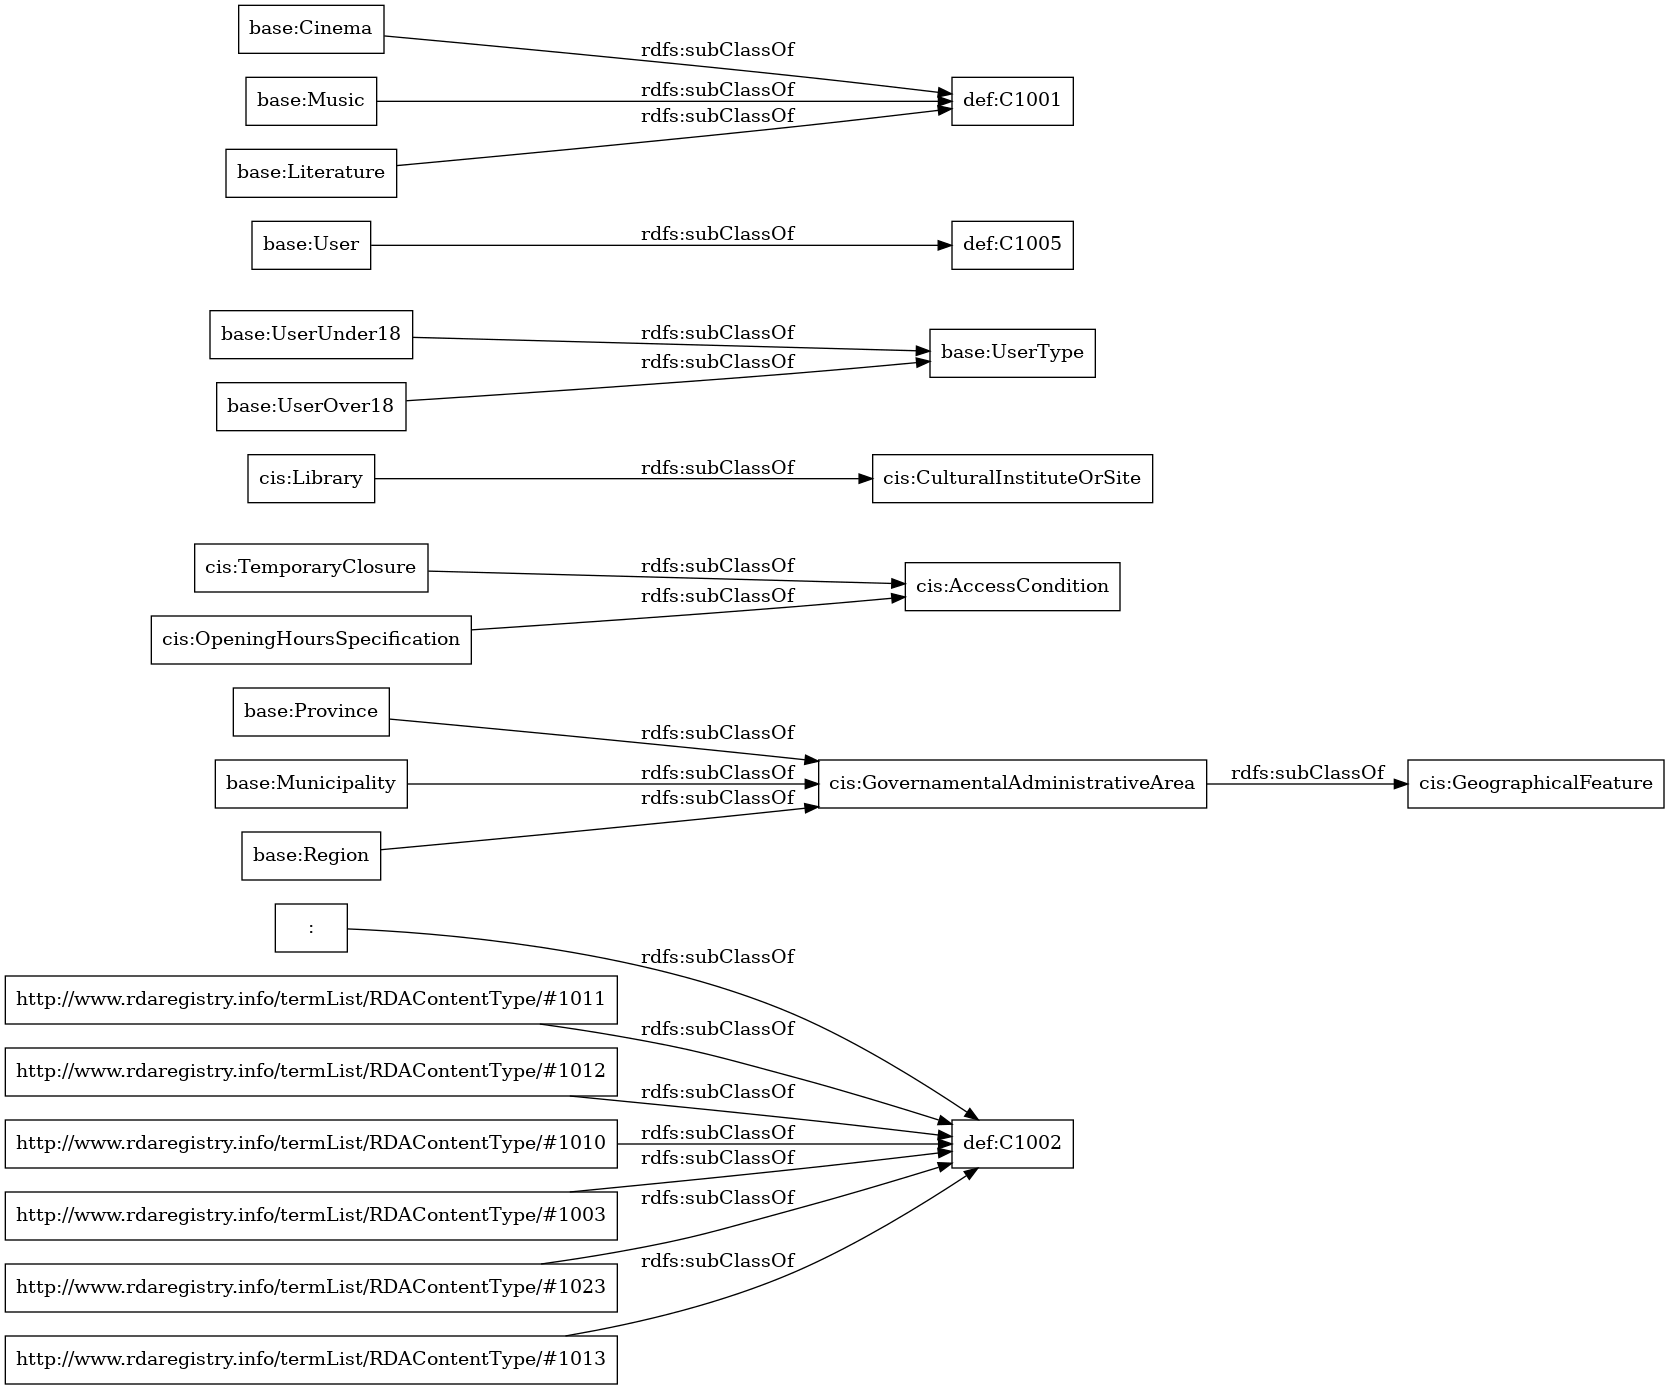 base:Cinema
rdfs:subClassOf
base:Music
rdfs:subClassOf
def:C1001
rdfs:subClassOf
base:Literature
base:User
rdfs:subClassOf
def:C1005
base:UserUnder18
rdfs:subClassOf
base:UserType
rdfs:subClassOf
base:UserOver18
cis:Library
rdfs:subClassOf
cis:CulturalInstituteOrSite
cis:TemporaryClosure
rdfs:subClassOf
cis:AccessCondition
rdfs:subClassOf
cis:OpeningHoursSpecification
base:Province
rdfs:subClassOf
base:Municipality
rdfs:subClassOf
cis:GovernamentalAdministrativeArea
rdfs:subClassOf
cis:GeographicalFeature
rdfs:subClassOf
base:Region
:
rdfs:subClassOf
http://www.rdaregistry.info/termList/RDAContentType/#1011
rdfs:subClassOf
http://www.rdaregistry.info/termList/RDAContentType/#1012
rdfs:subClassOf
http://www.rdaregistry.info/termList/RDAContentType/#1010
rdfs:subClassOf
def:C1002
rdfs:subClassOf
http://www.rdaregistry.info/termList/RDAContentType/#1003
rdfs:subClassOf
http://www.rdaregistry.info/termList/RDAContentType/#1023
rdfs:subClassOf
http://www.rdaregistry.info/termList/RDAContentType/#1013